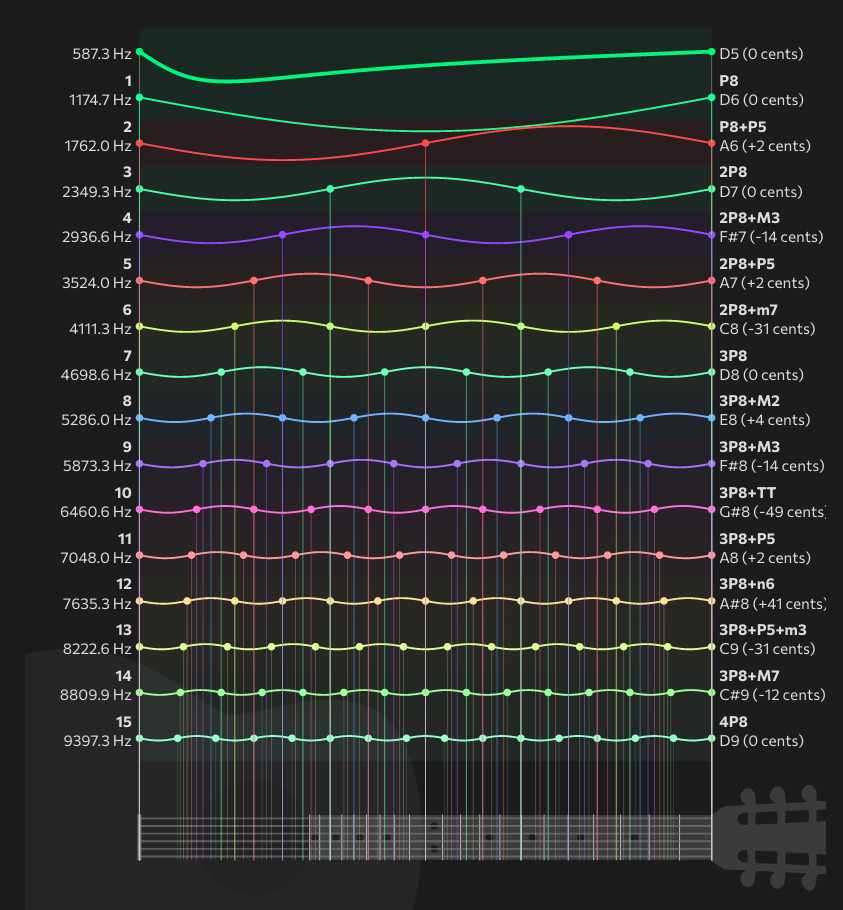 587.3 Hz D5 (0 cents)
1 P8
1174.7 Hz D6 (0 cents)
2 P8+P5
1762.0 Hz A6 (+2 cents)
3 2P8
2349.3 Hz D7 (0 cents)
4 2P8+M3
2936.6 Hz F#7 (-14 cents)
5 2P8+P5
3524.0 Hz A7 (+2 cents)
6 2P8+m7
4111.3 Hz C8 (-31 cents)
7 3P8
4698.6 Hz D8 (0 cents)
8 3P8+M2
5286.0 Hz E8 (+4 cents)
9 3P8+M3
5873.3 Hz F#8 (-14 cents)
10 3P8+TT
6460.6 Hz G#8 (-49 cents)
11 3P8+P5
7048.0 Hz A8 (+2 cents)
12 3P8+n6
7635.3 Hz A#8 (+41 cents)
13 3P8+P5+m3
8222.6 Hz C9 (-31 cents)
14 3P8+M7
8809.9 Hz C#9 (-12 cents)
15 4P8
9397.3 Hz D9 (0 cents)